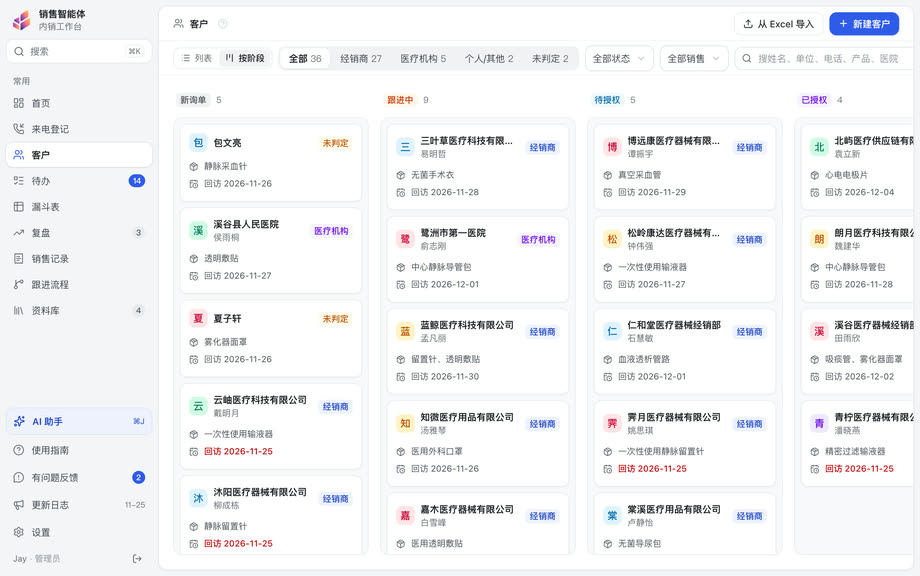 销售智能体
内销工作台
搜索 ⌘K
常用
首页
来电登记
客户
待办 14
漏斗表
复盘 3
销售记录
跟进流程
资料库 4
AI 助手 ⌘J
使用指南
有问题反馈 2
更新日志 11-25
设置
Jay · 管理员
客户
从 Excel 导入
新建客户
列表 按阶段
全部 36 经销商 27 医疗机构 5 个人/其他 2 未判定 2
全部状态
全部销售
搜姓名、单位、电话、产品、医院
新询单 5
包 包文亮 未判定
静脉采血针
回访 2026-11-26
溪 溪谷县人民医院 医疗机构
侯雨桐
透明敷贴
回访 2026-11-27
夏 夏子轩 未判定
雾化器面罩
回访 2026-11-26
云 云岫医疗科技有限公司 经销商
戴明月
一次性使用输液器
回访 2026-11-25
沐 沐阳医疗器械有限公司 经销商
柳成栋
静脉留置针
回访 2026-11-25
跟进中 9
三 三叶草医疗科技有限... 经销商
易明哲
无菌手术衣
回访 2026-11-28
鹭 鹭洲市第一医院 医疗机构
俞志刚
中心静脉导管包
回访 2026-12-01
蓝 蓝鲸医疗科技有限公司 经销商
孟凡丽
留置针、透明敷贴
回访 2026-11-30
知 知微医疗用品有限公司 经销商
汤雅琴
医用外科口罩
回访 2026-11-26
嘉 嘉木医疗器械有限公司 经销商
白雪峰
医用透明敷贴
待授权 5
博 博远康医疗器械有限... 经销商
谭振宇
真空采血管
回访 2026-11-29
松 松岭康达医疗器械有... 经销商
钟伟强
一次性使用输液器
回访 2026-11-27
仁 仁和堂医疗器械经销部 经销商
石慧敏
血液透析管路
回访 2026-12-01
霁 霁月医疗器械有限公司 经销商
姚思琪
一次性使用静脉留置针
回访 2026-11-25
棠 棠溪医疗用品有限公司 经销商
卢静怡
无菌导尿包
已授权 4
北 北屿医疗供应链有限
袁立新
心电电极片
回访 2026-12-04
朗 朗月医疗科技有限公
魏建华
中心静脉导管包
回访 2026-11-28
溪 溪谷医疗器械经销部
田雨欣
吸痰管、雾化器面罩
回访 2026-12-02
青 青柠医疗器械有限公
潘晓燕
精密过滤输液器
回访 2026-11-25